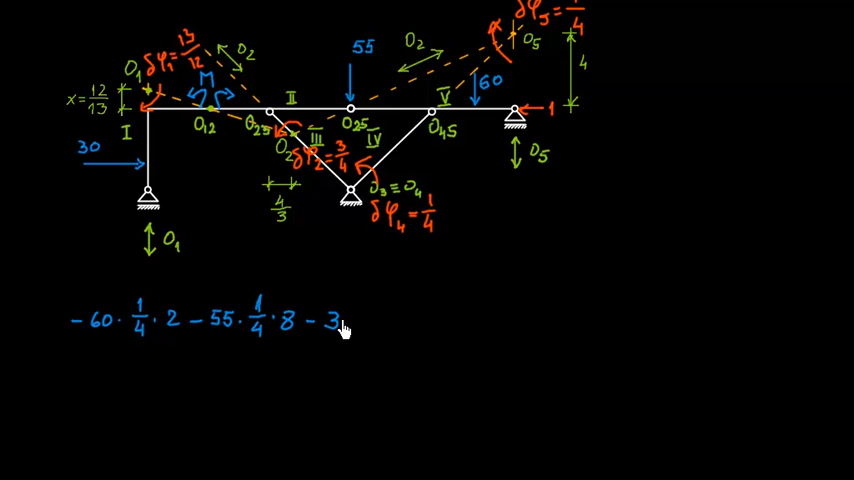 δφ₅ = 1/4
δφ₁ = 13/12
O₁
O₂
O₂
O₅
55
4
x = 12/13
M
60
II
V
1
I
O₁₂
O₂₃
O₂₅
O₄₅
III
IV
30
O₂
δφ₂ = 3/4
D₅
4/3
O₃ ≡ O₄
δφ₄ = 1/4
O₁
- 60 · 1/4 · 2 - 55 · 1/4 · 8 - 3